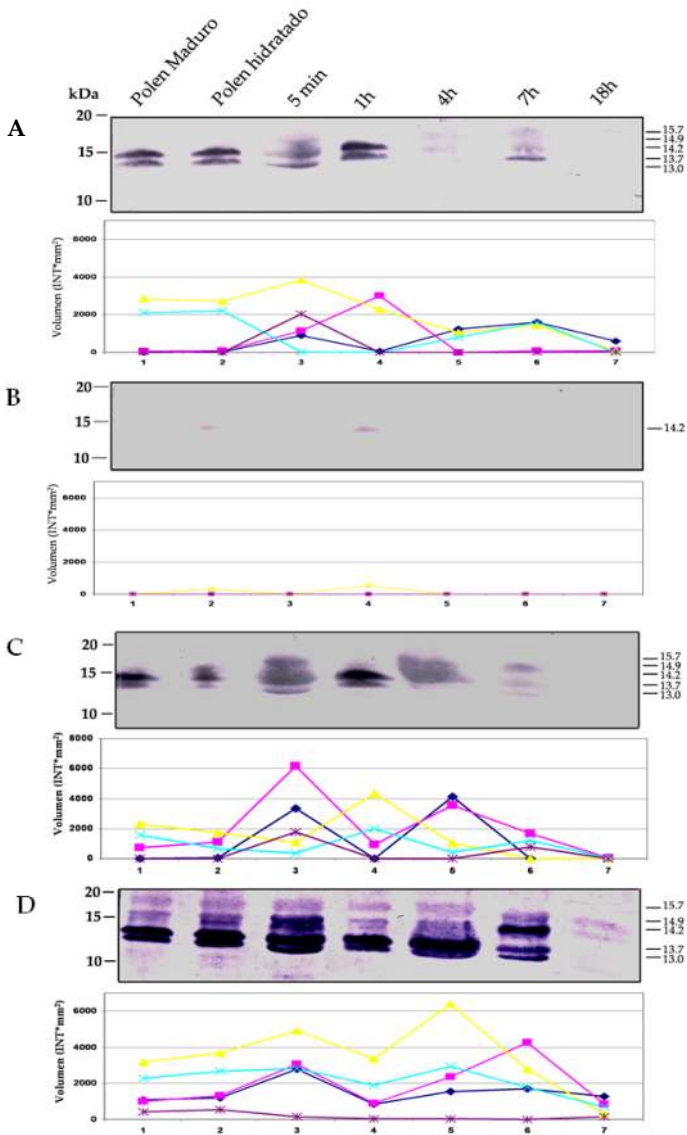 Polen Maduro
Polen hidratado
5 min
1h
4h
7h
18h
kDa
A
20
15
10
15.7
14.9
14.2
13.7
13.0
Volumen (INT*mm²)
6000
4000
2000
0
1 2 3 4 5 6 7
B
20
15
10
14.2
Volumen (INT*mm²)
6000
4000
2000
0
1 2 3 4 5 6 7
C
20
15
10
15.7
14.9
14.2
13.7
13.0
Volumen (INT*mm²)
8000
6000
4000
2000
0
1 2 3 4 5 6 7
D
20
15
10
15.7
14.9
14.2
13.7
13.0
Volumen (INT*mm²)
6000
4000
2000
0
1 2 3 4 5 6 7